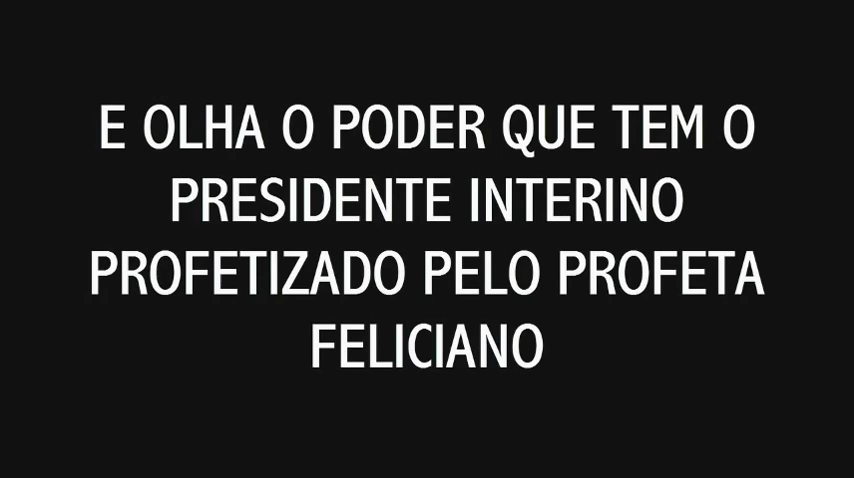 E OLHA O PODER QUE TEM O
PRESIDENTE INTERINO
PROFETIZADO PELO PROFETA
FELICIANO